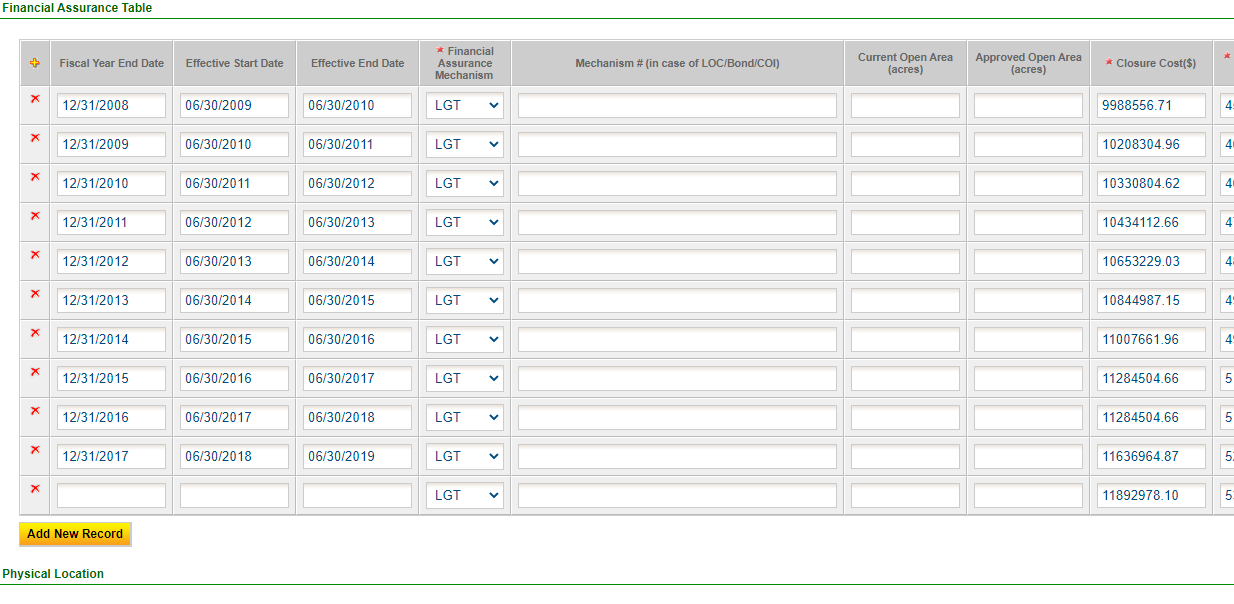 Financial Assurance Table
Fiscal Year End Date Effective Start Date Effective End Date * Financial Assurance Mechanism Mechanism # (in case of LOC/Bond/COI) Current Open Area (acres) Approved Open Area (acres) * Closure Cost($) *
12/31/2008 06/30/2009 06/30/2010 LGT 9988556.71
12/31/2009 06/30/2010 06/30/2011 LGT 10208304.96
12/31/2010 06/30/2011 06/30/2012 LGT 10330804.62
12/31/2011 06/30/2012 06/30/2013 LGT 10434112.66
12/31/2012 06/30/2013 06/30/2014 LGT 10653229.03
12/31/2013 06/30/2014 06/30/2015 LGT 10844987.15
12/31/2014 06/30/2015 06/30/2016 LGT 11007661.96
12/31/2015 06/30/2016 06/30/2017 LGT 11284504.66
12/31/2016 06/30/2017 06/30/2018 LGT 11284504.66
12/31/2017 06/30/2018 06/30/2019 LGT 11636964.87
LGT 11892978.10
Add New Record
Physical Location